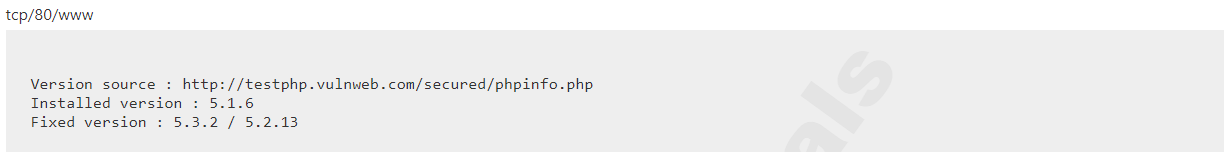 tcp/80/www
Version source : http://testphp.vulnweb.com/secured/phpinfo.php
Installed version : 5.1.6
Fixed version : 5.3.2 / 5.2.13
als